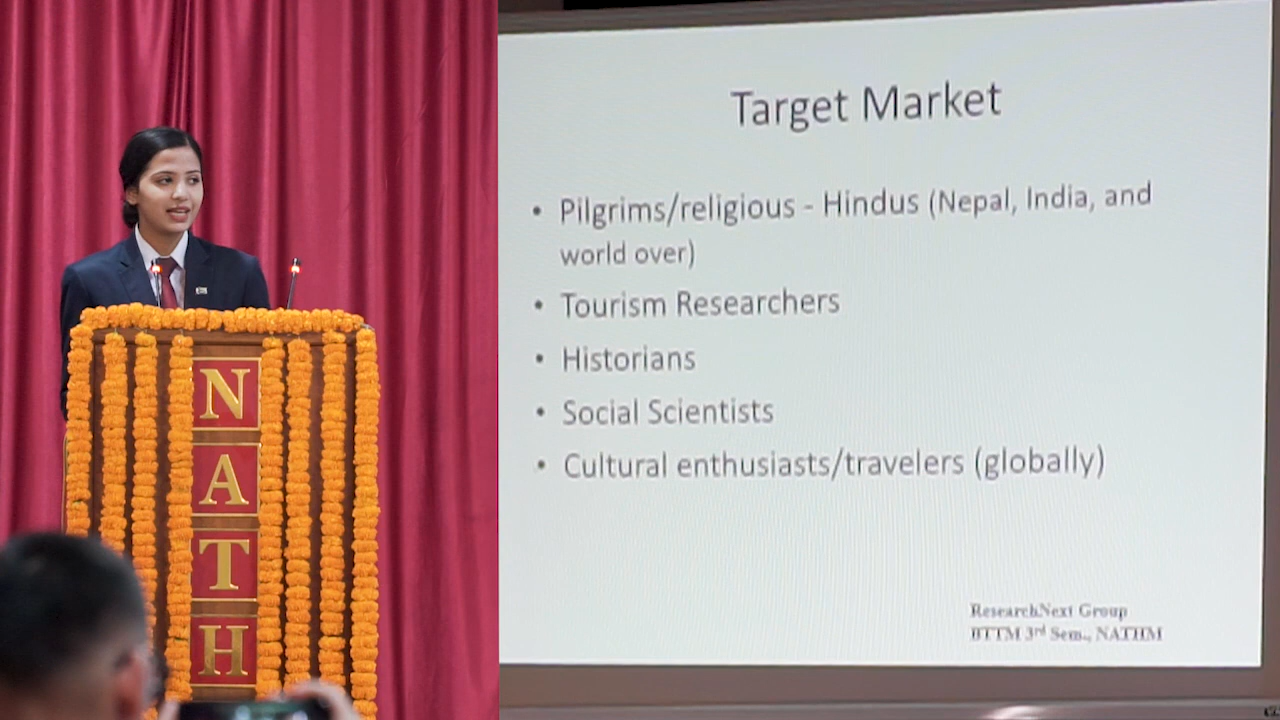 N
A
T
H
Target Market
• Pilgrims/religious - Hindus (Nepal, India, and
world over)
• Tourism Researchers
• Historians
• Social Scientists
• Cultural enthusiasts/travelers (globally)
ResearchNext Group
BTTM 3rd Sem., NATHM